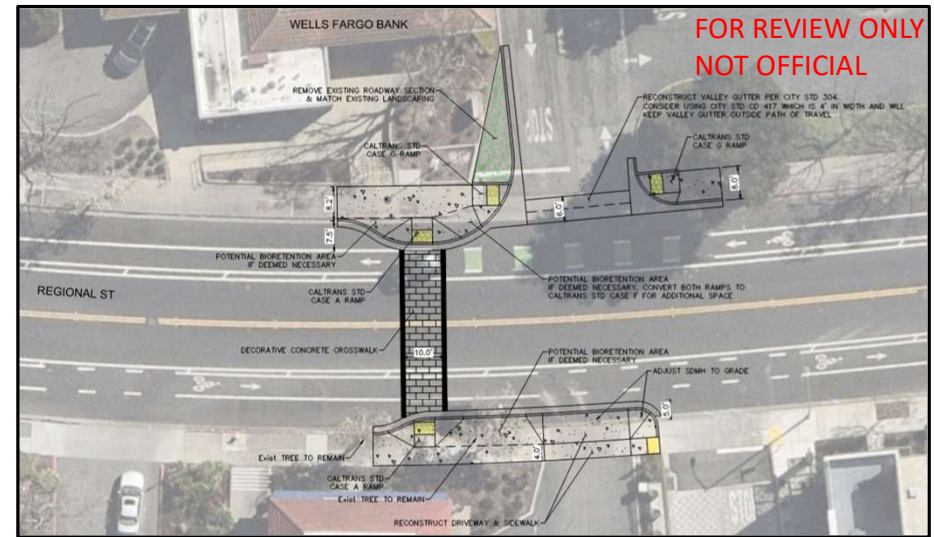 WELLS FARGO BANK
FOR REVIEW ONLY
NOT OFFICIAL
REMOVE EXISTING ROADWAY SECTION
& MATCH EXISTING LANDSCAPING
STOP
RECONSTRUCT VALLEY GUTTER PER CITY STD 304.
CONSIDER USING CITY STD CD 417 WHICH IS 4' IN WIDTH AND WILL
KEEP VALLEY GUTTER OUTSIDE PATH OF TRAVEL
CALTRANS STD
CASE G RAMP
CALTRANS STD
CASE G RAMP
8.2'
8.0'
6.0'
7.5'
POTENTIAL BIORETENTION AREA
IF DEEMED NECESSARY
POTENTIAL BIORETENTION AREA
IF DEEMED NECESSARY, CONVERT BOTH RAMPS TO
CALTRANS STD CASE F FOR ADDITIONAL SPACE
REGIONAL ST
CALTRANS STD
CASE A RAMP
DECORATIVE CONCRETE CROSSWALK
10.0'
POTENTIAL BIORETENTION AREA
IF DEEMED NECESSARY
ADJUST SDMH TO GRADE
5.0'
Exist TREE TO REMAIN
4.0'
CALTRANS STD
CASE A RAMP
Exist TREE TO REMAIN
RECONSTRUCT DRIVEWAY & SIDEWALK